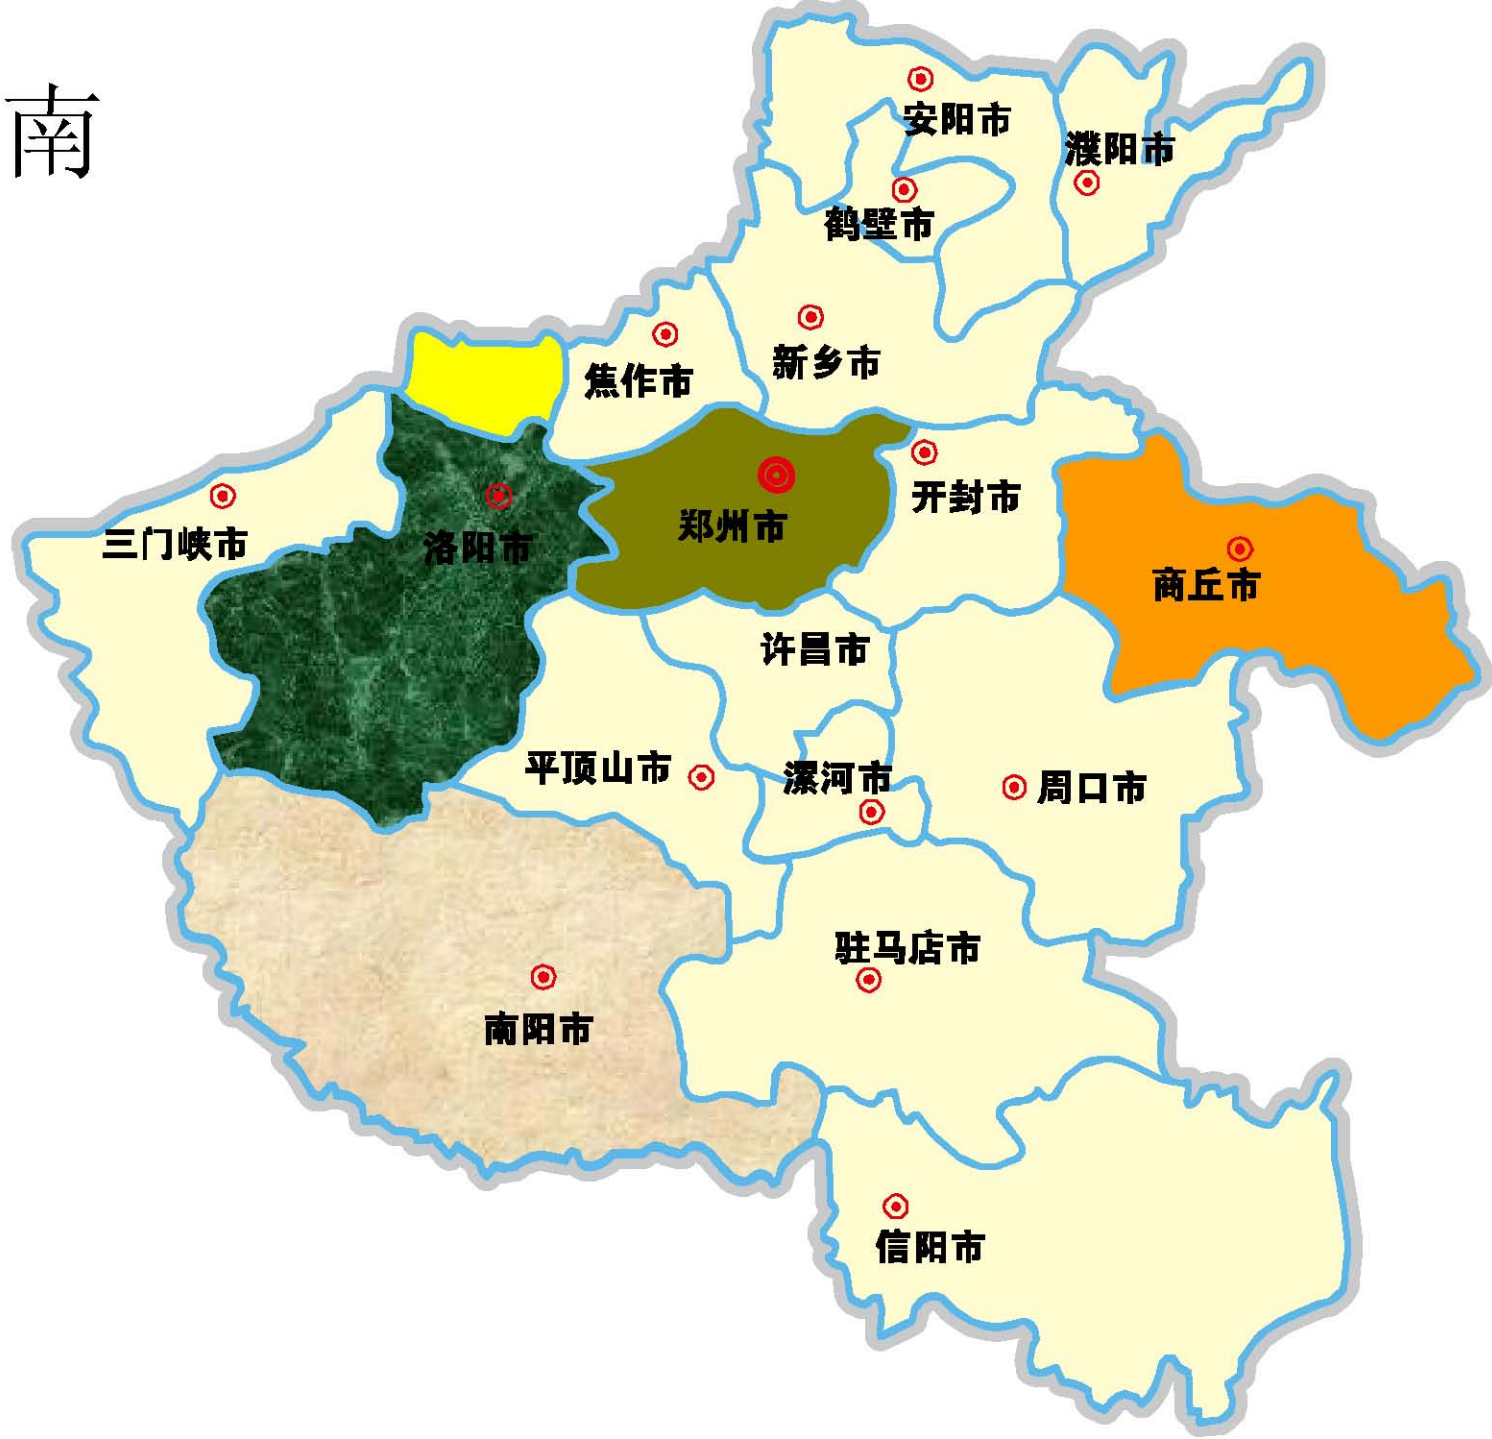 南
安阳市
濮阳市
鹤壁市
新乡市
焦作市
开封市
郑州市
三门峡市
洛阳市
商丘市
许昌市
平顶山市
漯河市
周口市
驻马店市
南阳市
信阳市